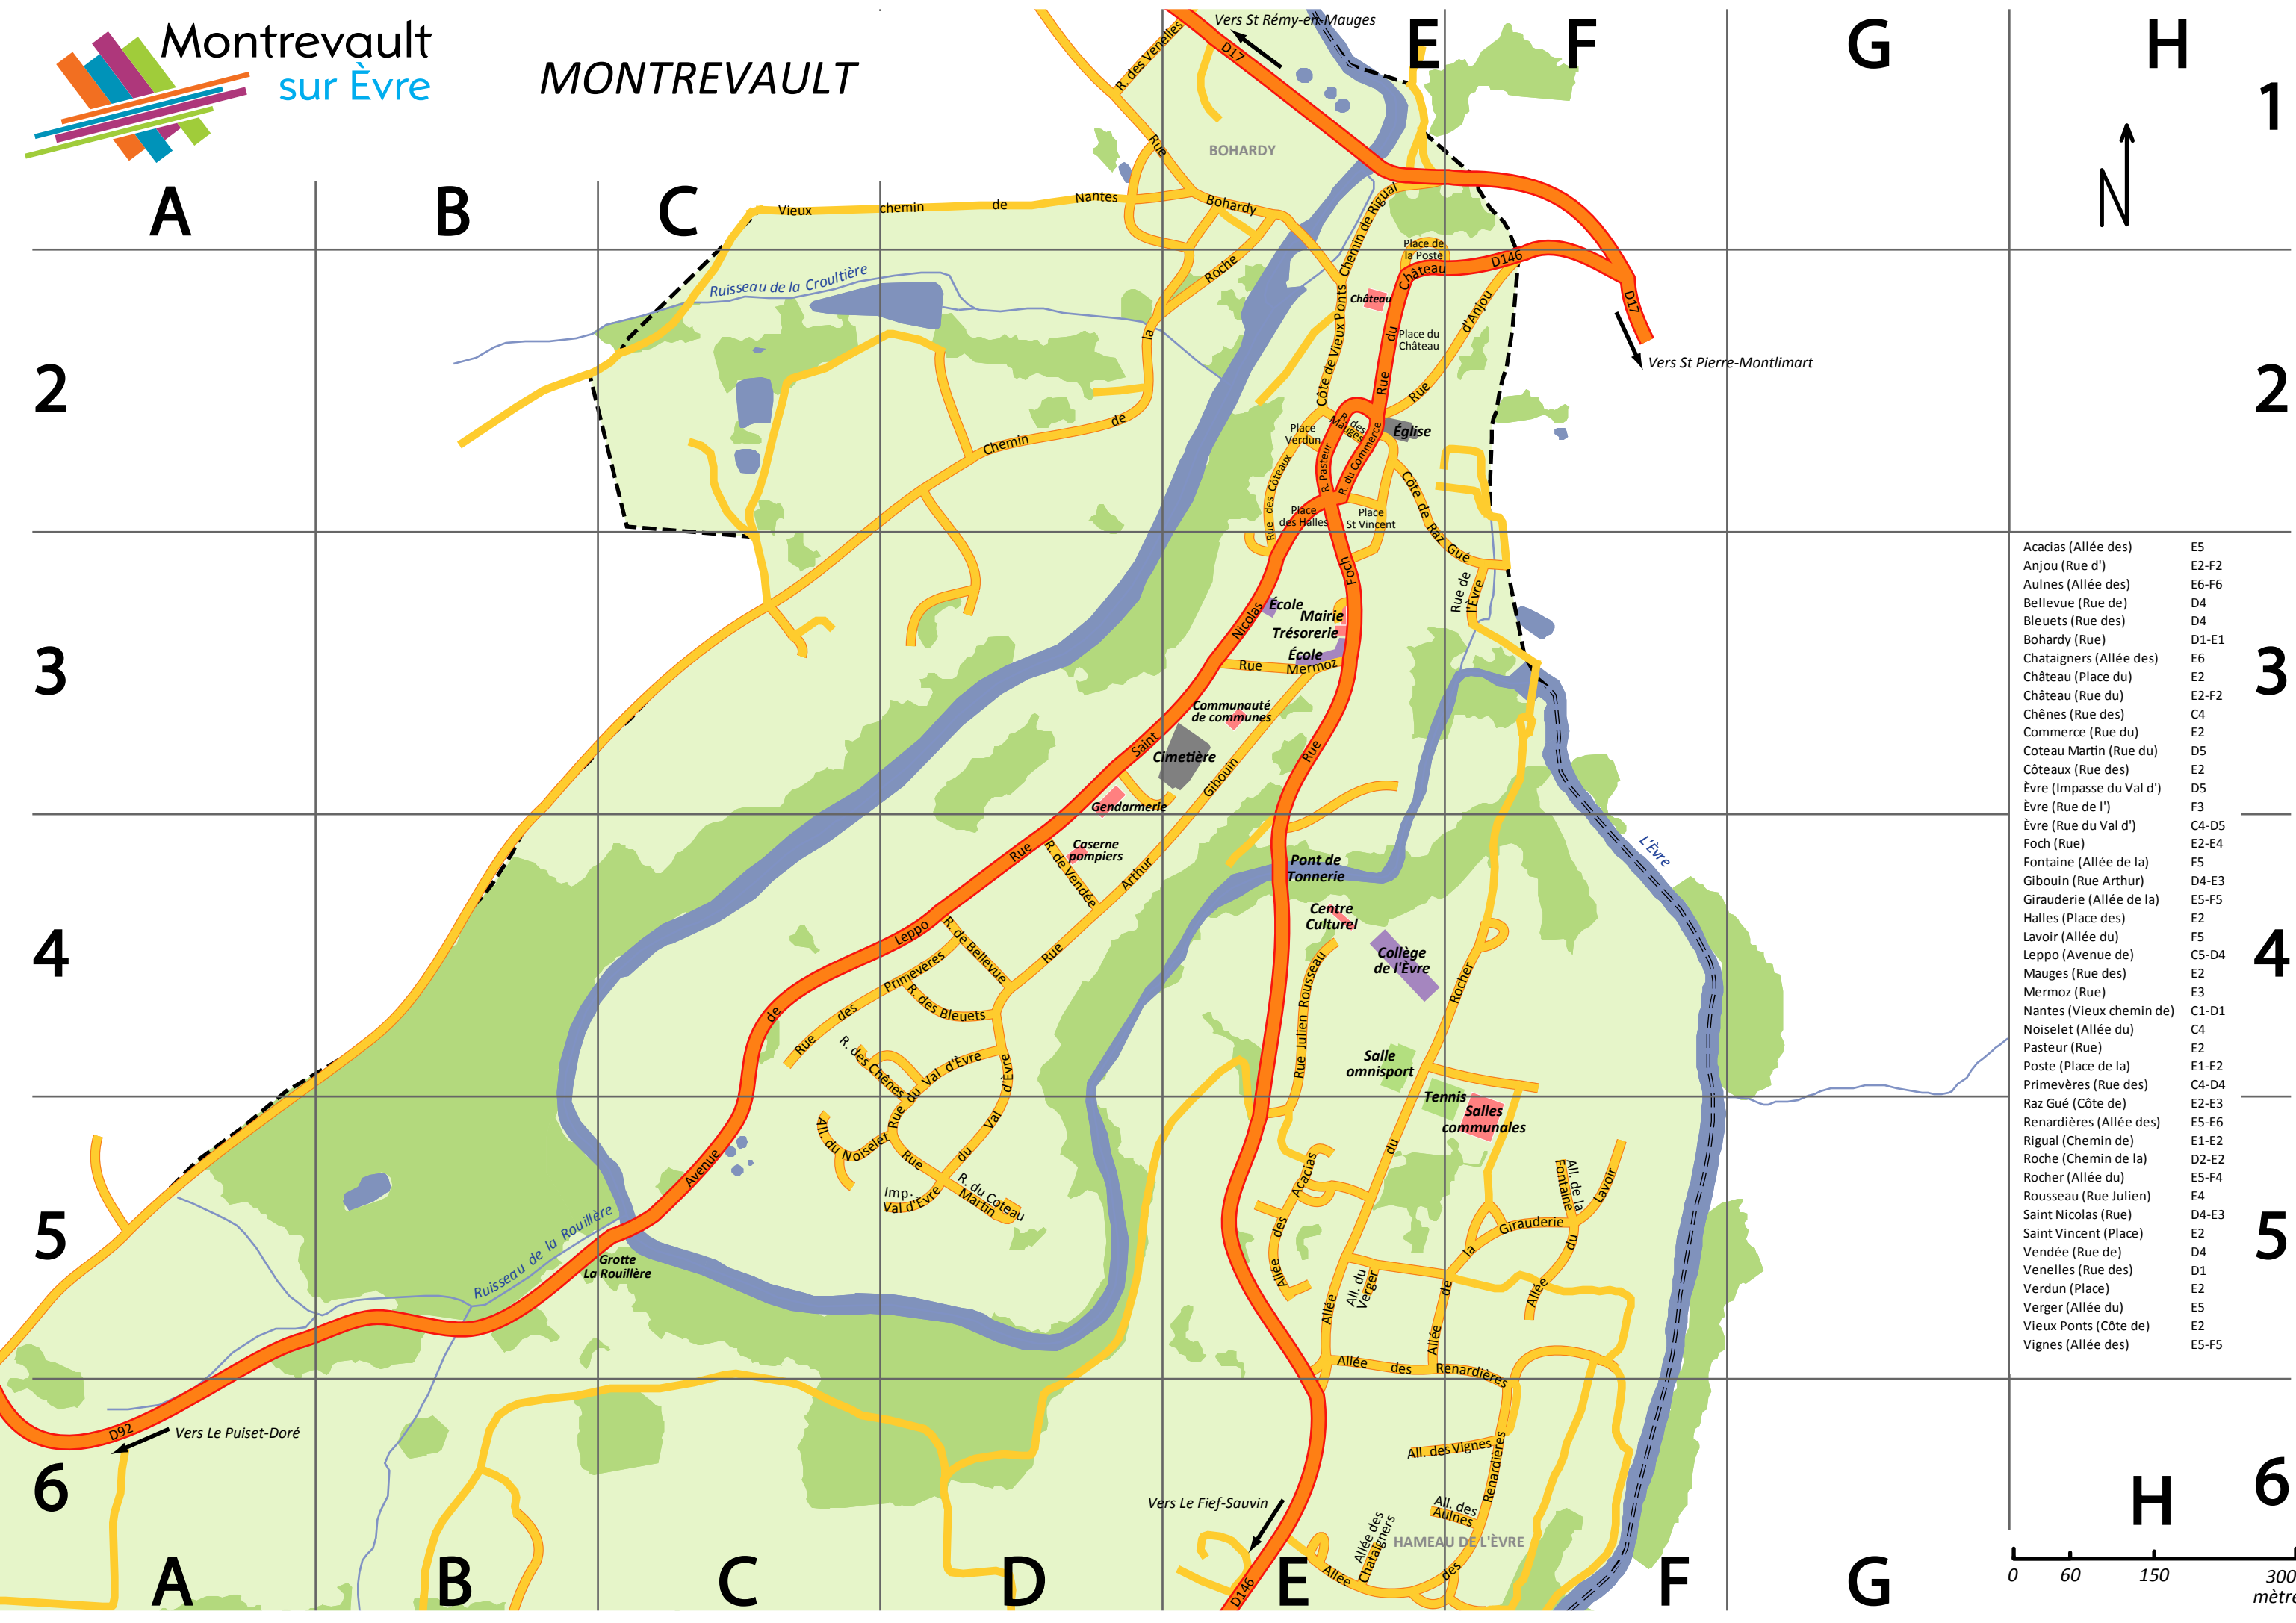 Montrevault
sur Èvre
MONTREVAULT
A
B
C
E
F
G
H
1
2
3
4
5
6
2
3
4
5
6
N
Vers St Rémy-en-Mauges
D17
R. des Venelles
BOHARDY
Rue
Bohardy
Vieux chemin de Nantes
Chemin de Rigual
Place de
la Poste
Château
D146
D17
Vers St Pierre-Montlimart
Ruisseau de la Croultière
Roche
la
de
Chemin
Château
Place du
Château
Rue du
Rue d'Anjou
Côte de Vieux Ponts
R. des
Mauges
Église
Place
Verdun
R. Pasteur
R. du Commerce
Rue des Côteaux
Place
des Halles
Place
St Vincent
Côte de Raz Gué
Rue de
l'Èvre
Foch
École
Mairie
Trésorerie
École
Rue Mermoz
Nicolas
Communauté
de communes
Saint
Cimetière
Gibouin
Rue
Gendarmerie
Caserne
pompiers
Rue
R. de Vendée
Arthur
Pont de
Tonnerie
L'Èvre
Centre
Culturel
Collège
de l'Èvre
Leppo
R. de Bellevue
Rue
Rue des Primevères
R. des Bleuets
de
Rue Julien Rousseau
Rocher
R. des Chênes
Rue du Val d'Èvre
d'Èvre
Salle
omnisport
Tennis
Salles
communales
All. du Noiselet
Rue
du
Val
Imp.
Val d'Evre
R. du Coteau
Martin
Avenue
Allée des Acacias
du
All. de la
Fontaine
Lavoir
Girauderie
la
du
de
Allée
Allée
All. du
Verger
Allée
Ruisseau de la Rouillère
Grotte
La Rouillère
Allée des Renardières
D92
Vers Le Puiset-Doré
All. des Vignes
Renardières
All. des
Aulnes
Vers Le Fief-Sauvin
Allée des
Chataigners
HAMEAU DE L'ÈVRE
Allée
des
D146
A
B
C
D
E
F
G
H
Acacias (Allée des) E5
Anjou (Rue d') E2-F2
Aulnes (Allée des) E6-F6
Bellevue (Rue de) D4
Bleuets (Rue des) D4
Bohardy (Rue) D1-E1
Chataigners (Allée des) E6
Château (Place du) E2
Château (Rue du) E2-F2
Chênes (Rue des) C4
Commerce (Rue du) E2
Coteau Martin (Rue du) D5
Côteaux (Rue des) E2
Èvre (Impasse du Val d') D5
Èvre (Rue de l') F3
Èvre (Rue du Val d') C4-D5
Foch (Rue) E2-E4
Fontaine (Allée de la) F5
Gibouin (Rue Arthur) D4-E3
Girauderie (Allée de la) E5-F5
Halles (Place des) E2
Lavoir (Allée du) F5
Leppo (Avenue de) C5-D4
Mauges (Rue des) E2
Mermoz (Rue) E3
Nantes (Vieux chemin de) C1-D1
Noiselet (Allée du) C4
Pasteur (Rue) E2
Poste (Place de la) E1-E2
Primevères (Rue des) C4-D4
Raz Gué (Côte de) E2-E3
Renardières (Allée des) E5-E6
Rigual (Chemin de) E1-E2
Roche (Chemin de la) D2-E2
Rocher (Allée du) E5-F4
Rousseau (Rue Julien) E4
Saint Nicolas (Rue) D4-E3
Saint Vincent (Place) E2
Vendée (Rue de) D4
Venelles (Rue des) D1
Verdun (Place) E2
Verger (Allée du) E5
Vieux Ponts (Côte de) E2
Vignes (Allée des) E5-F5
0 60 150 300
mètr